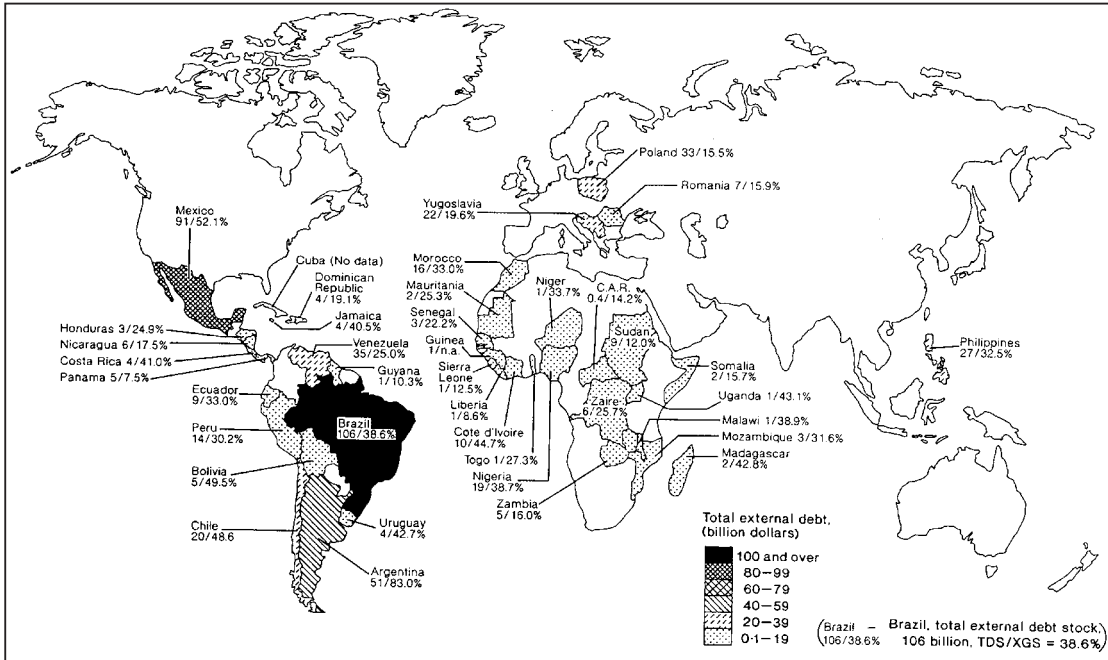 Poland 33/15.5%
Romania 7/15.9%
Yugoslavia
22/19.6%
Mexico
91/52.1%
Cuba (No data)
Dominican
Republic
4/19.1%
Jamaica
4/40.5%
Honduras 3/24.9%
Nicaragua 6/17.5%
Costa Rica 4/41.0%
Panama 5/7.5%
Venezuela
35/25.0%
Guyana
1/10.3%
Ecuador
9/33.0%
Brazil
106/38.6%
Peru
14/30.2%
Bolivia
5/49.5%
Chile
20/48.6
Uruguay
4/42.7%
Argentina
51/83.0%
Morocco
16/33.0%
Mauritania
2/25.3%
Senegal
3/22.2%
Guinea
1/n.a.
Sierra
Leone
1/12.5%
Liberia
1/8.6%
Cote d'Ivoire
10/44.7%
Togo 1/27.3%
Nigeria
19/38.7%
Niger
1/33.7%
C.A.R.
0.4/14.2%
Sudan
9/12.0%
Somalia
2/15.7%
Uganda 1/43.1%
Zaire
6/25.7%
Malawi 1/38.9%
Mozambique 3/31.6%
Madagascar
2/42.8%
Zambia
5/16.0%
Philippines
27/32.5%
Total external debt,
(billion dollars)
100 and over
80–99
60–79
40–59
20–39
0·1–19
(Brazil – Brazil, total external debt stock,
106/38.6% 106 billion, TDS/XGS = 38.6%)